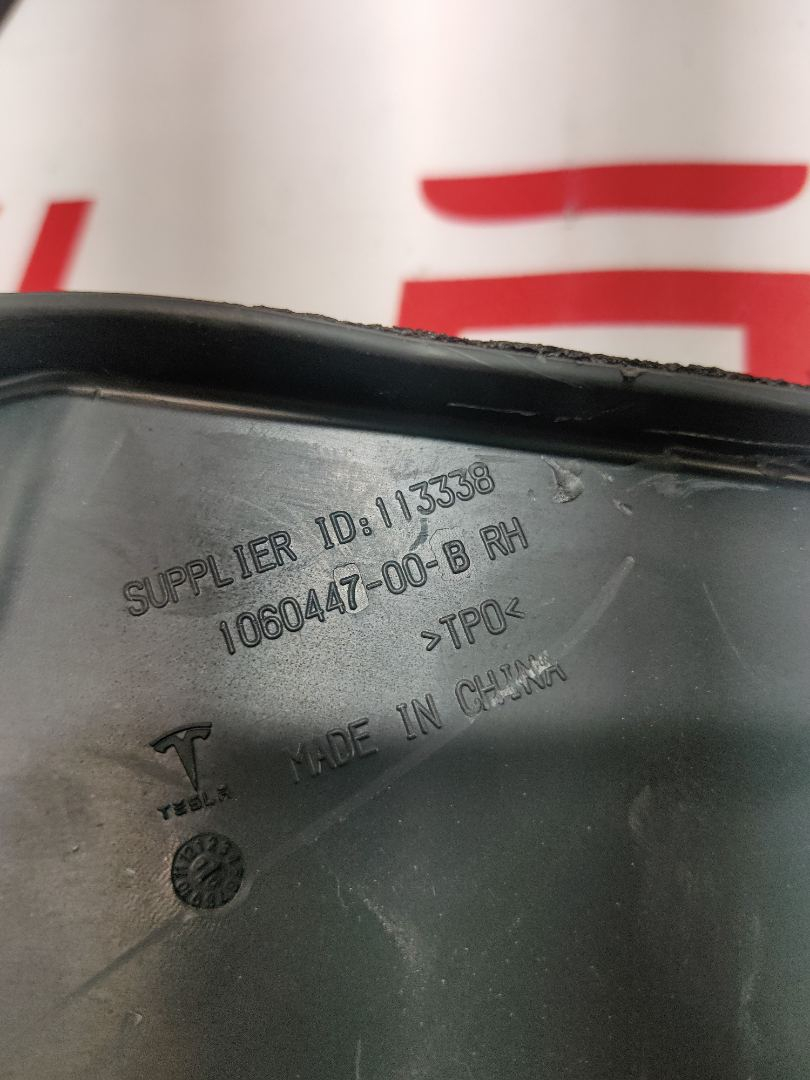 SUPPLIER ID:113338
1060447-00-B RH
>TPO<
MADE IN CHINA
TESLA